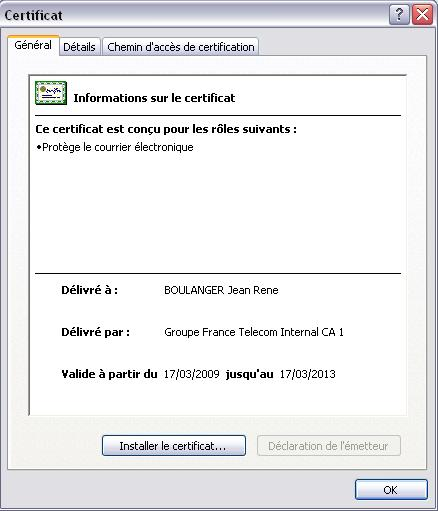 Certificat
Général Détails Chemin d'accès de certification
Informations sur le certificat
Ce certificat est conçu pour les rôles suivants :
•Protège le courrier électronique
Délivré à : BOULANGER Jean Rene
Délivré par : Groupe France Telecom Internal CA 1
Valide à partir du 17/03/2009 jusqu'au 17/03/2013
Installer le certificat... Déclaration de l'émetteur
OK